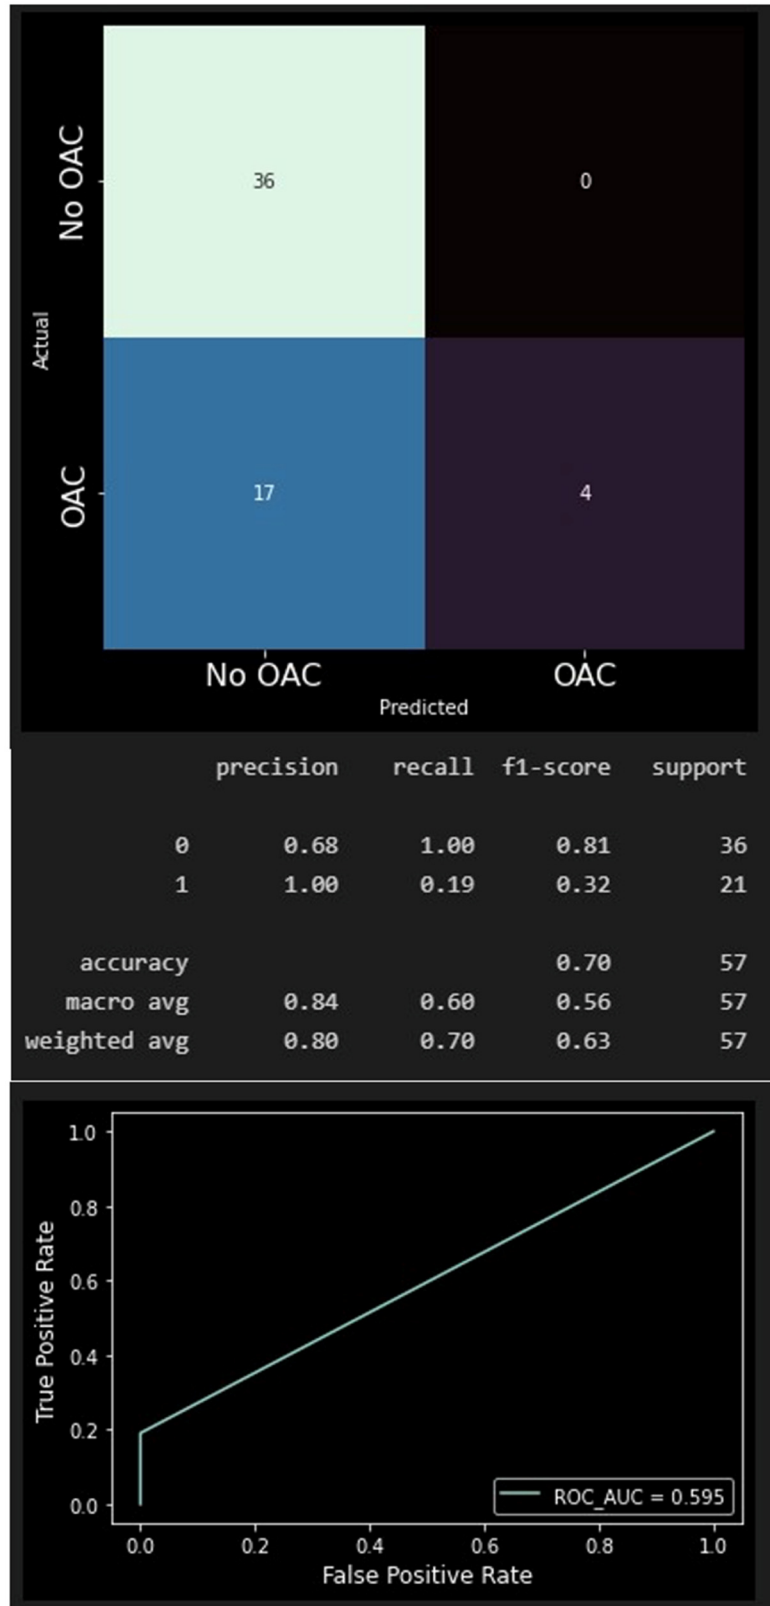 No OAC
36
0
Actual
OAC
17
4
No OAC
OAC
Predicted
precision recall f1-score support
0 0.68 1.00 0.81 36
1 1.00 0.19 0.32 21
accuracy 0.70 57
macro avg 0.84 0.60 0.56 57
weighted avg 0.80 0.70 0.63 57
True Positive Rate
1.0
0.8
0.6
0.4
0.2
0.0
ROC_AUC = 0.595
0.0 0.2 0.4 0.6 0.8 1.0
False Positive Rate